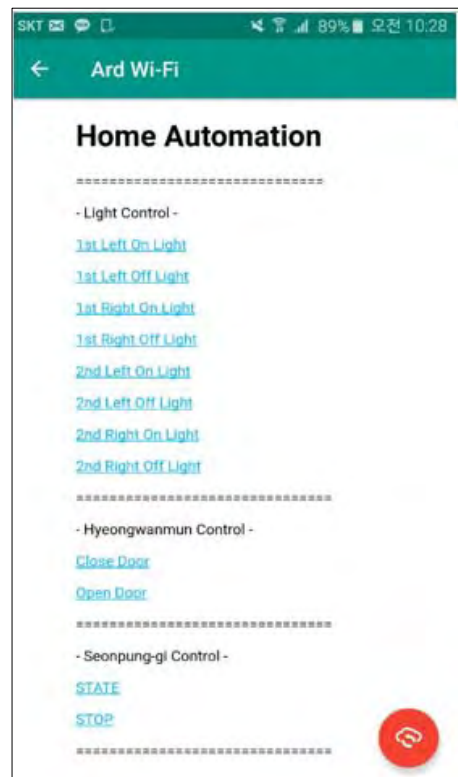 SKT 89% 오전 10:28
Ard Wi-Fi
Home Automation
==============================
- Light Control -
1st Left On Light
1st Left Off Light
1st Right On Light
1st Right Off Light
2nd Left On Light
2nd Left Off Light
2nd Right On Light
2nd Right Off Light
===============================
- Hyeongwanmun Control -
Close Door
Open Door
===============================
- Seonpung-gi Control -
STATE
STOP
===============================